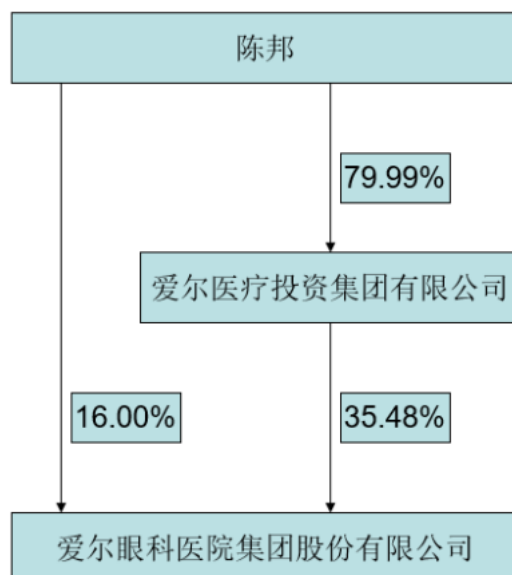 陈邦
79.99%
爱尔医疗投资集团有限公司
16.00%
35.48%
爱尔眼科医院集团股份有限公司